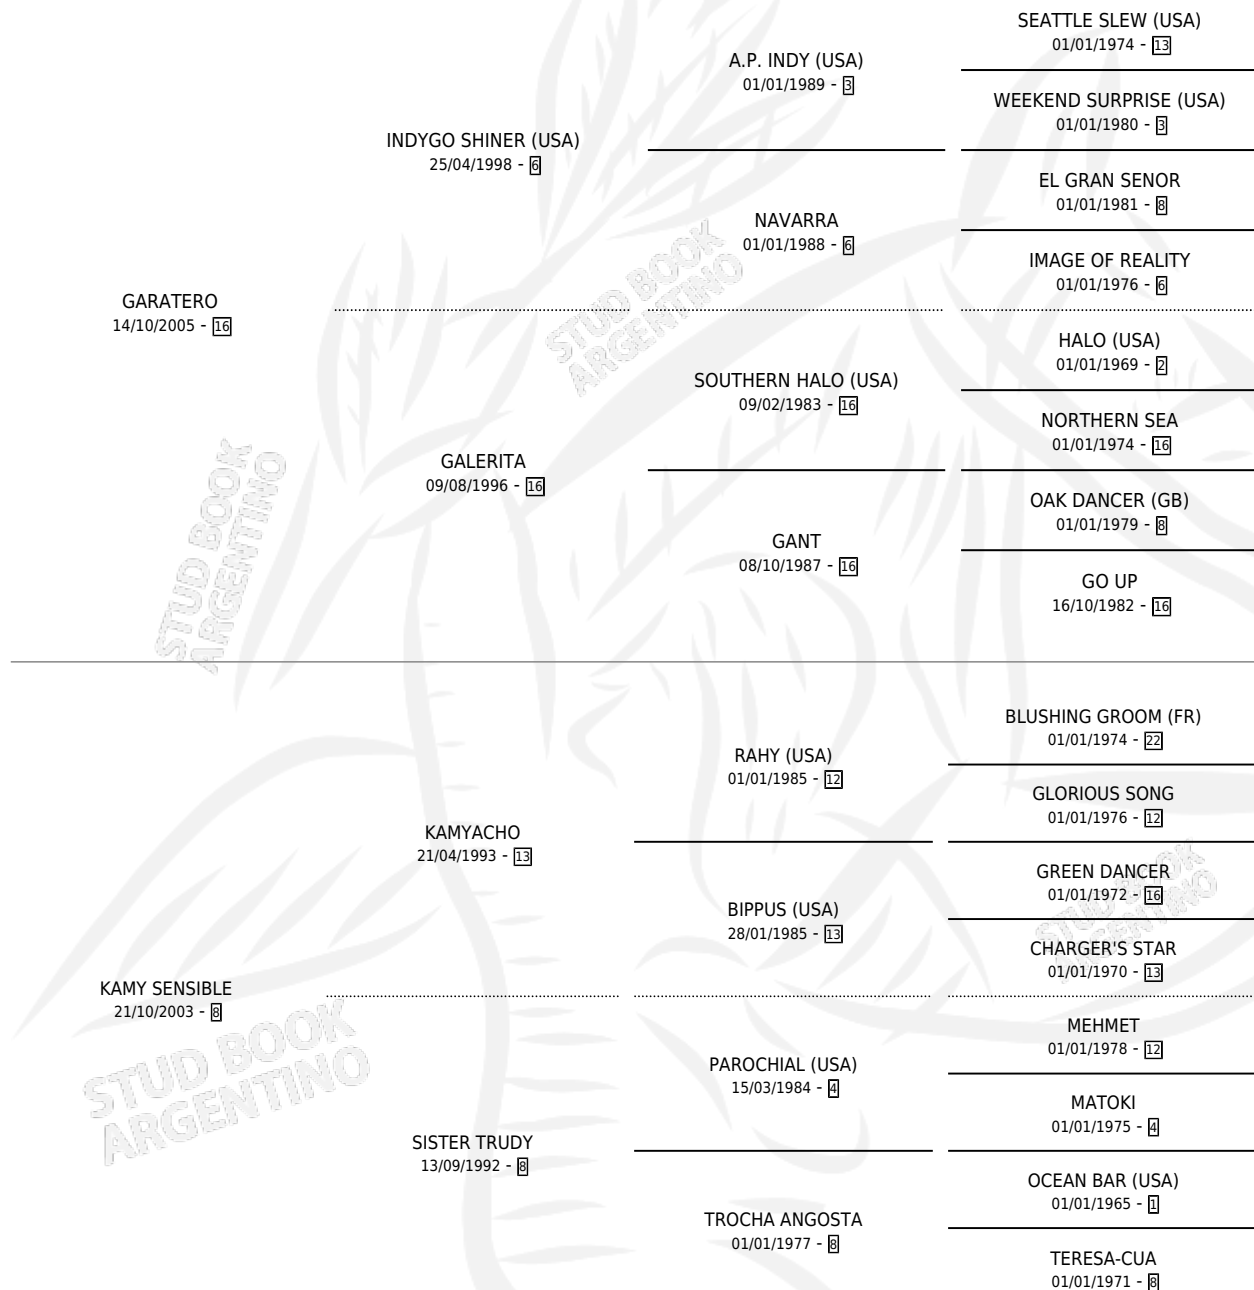 SEATTLE SLEW (USA)
01/01/1974 - 13
A.P. INDY (USA)
01/01/1989 - 3
WEEKEND SURPRISE (USA)
01/01/1980 - 3
INDYGO SHINER (USA)
25/04/1998 - 6
EL GRAN SENOR
01/01/1981 - 8
NAVARRA
01/01/1988 - 6
IMAGE OF REALITY
01/01/1976 - 6
GARATERO
14/10/2005 - 16
HALO (USA)
01/01/1969 - 2
SOUTHERN HALO (USA)
09/02/1983 - 16
NORTHERN SEA
01/01/1974 - 16
GALERITA
09/08/1996 - 16
OAK DANCER (GB)
01/01/1979 - 8
GANT
08/10/1987 - 16
GO UP
16/10/1982 - 16
BLUSHING GROOM (FR)
01/01/1974 - 22
RAHY (USA)
01/01/1985 - 12
GLORIOUS SONG
01/01/1976 - 12
KAMYACHO
21/04/1993 - 13
GREEN DANCER
01/01/1972 - 16
BIPPUS (USA)
28/01/1985 - 13
CHARGER'S STAR
01/01/1970 - 13
KAMY SENSIBLE
21/10/2003 - 8
MEHMET
01/01/1978 - 12
PAROCHIAL (USA)
15/03/1984 - 4
MATOKI
01/01/1975 - 4
SISTER TRUDY
13/09/1992 - 8
OCEAN BAR (USA)
01/01/1965 - 1
TROCHA ANGOSTA
01/01/1977 - 8
TERESA-CUA
01/01/1971 - 8
STUD BOOK
ARGENTINO
STUD BOOK
ARGENTINO
STUD BOOK
ARGENTINO
STUD BOOK
ARGENTINO